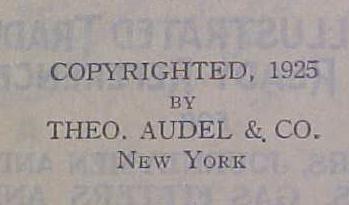 COPYRIGHTED, 1925
BY
THEO. AUDEL & CO.
NEW YORK